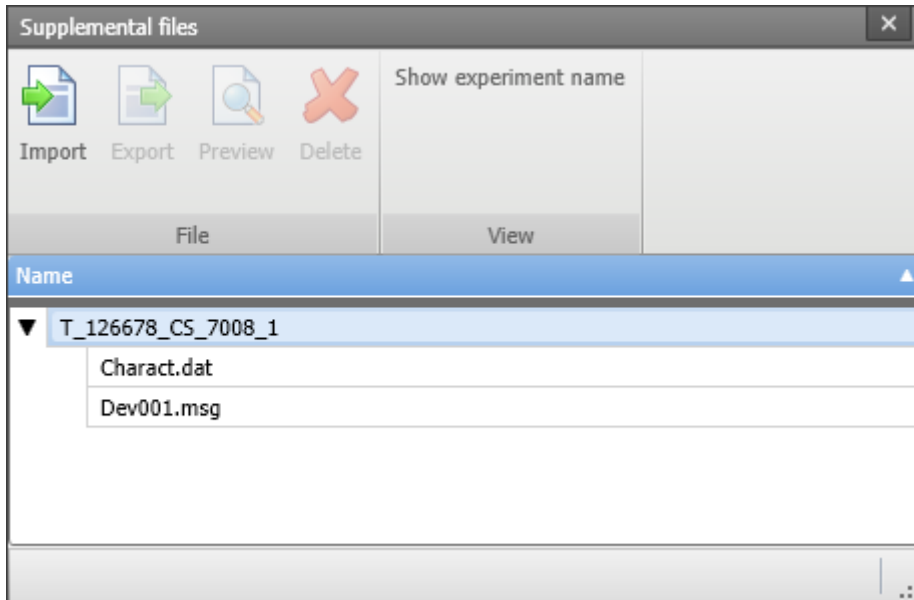 Supplemental files
Show experiment name
Import Export Preview Delete
File View
Name
T_126678_CS_7008_1
Charact.dat
Dev001.msg